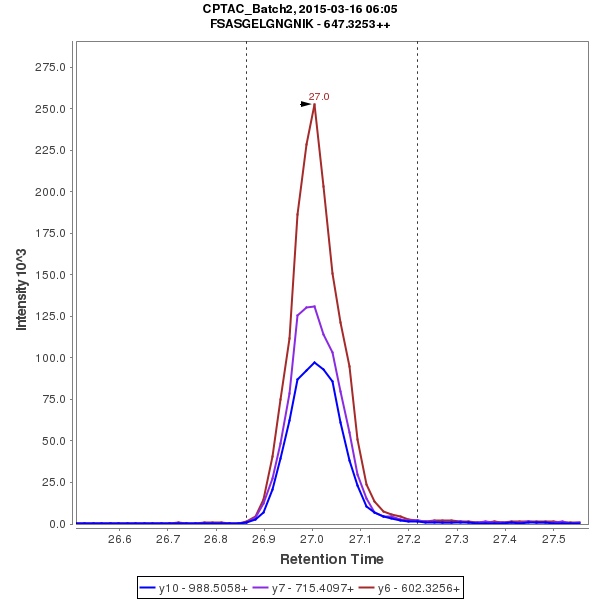 CPTAC_Batch2, 2015-03-16 06:05
FSASGELGNGNIK - 647.3253++
27.0
275.0
250.0
225.0
200.0
175.0
150.0
125.0
100.0
75.0
50.0
25.0
0.0
Intensity 10^3
26.6 26.7 26.8 26.9 27.0 27.1 27.2 27.3 27.4 27.5
Retention Time
y10 - 988.5058+ y7 - 715.4097+ y6 - 602.3256+